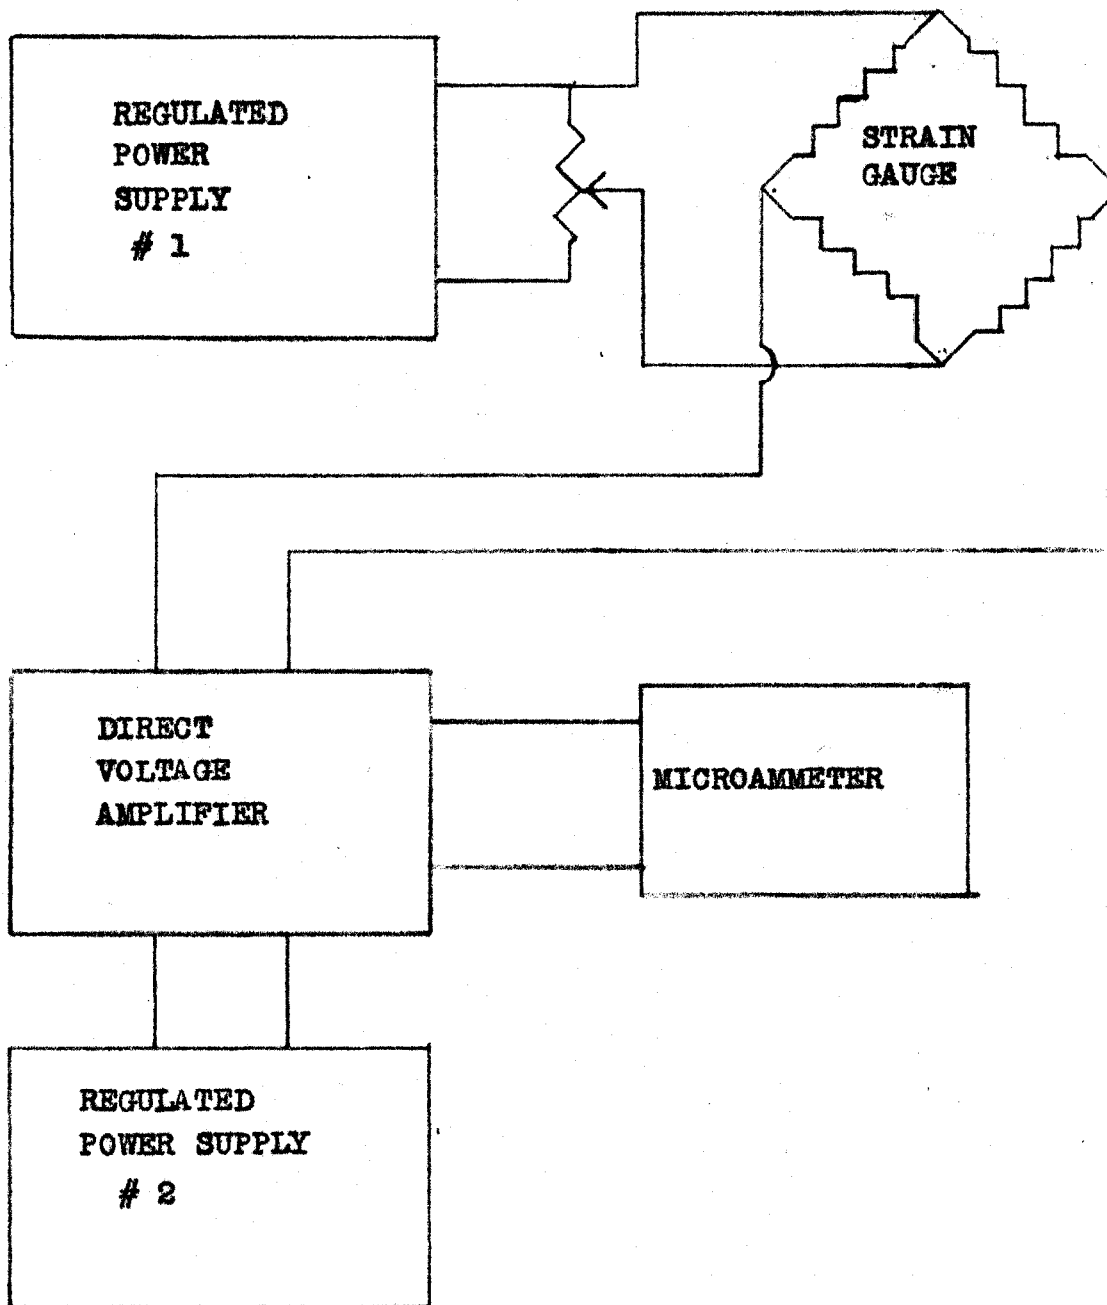 REGULATED
POWER
SUPPLY
# 1
STRAIN
GAUGE
DIRECT
VOLTAGE
AMPLIFIER
MICROAMMETER
REGULATED
POWER SUPPLY
# 2